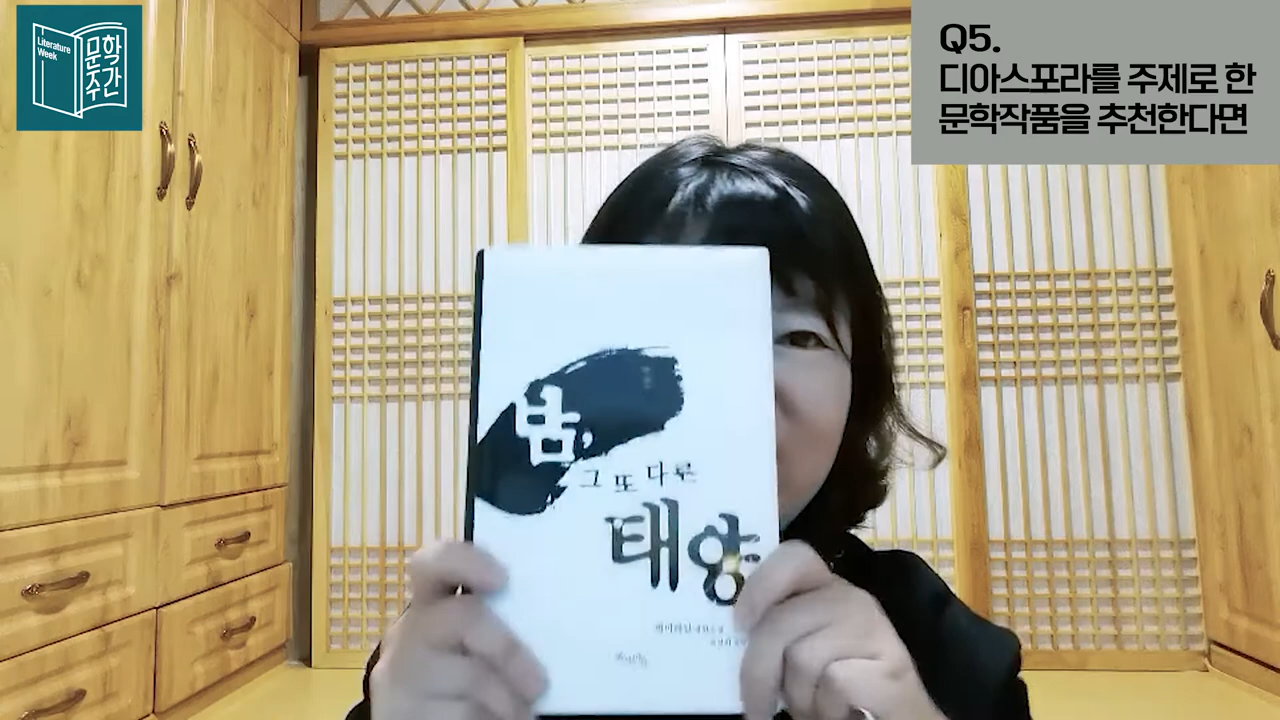 Literature
Week
문학
주간
Q5.
디아스포라를 주제로 한
문학작품을 추천한다면
밤,
그 또 다른
태양